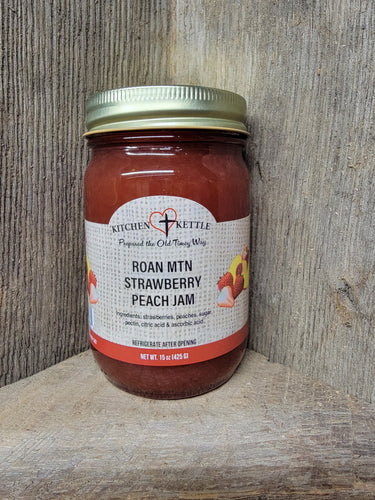 KITCHEN KETTLE
Prepared the Old Timey Way
ROAN MTN
STRAWBERRY
PEACH JAM
Ingredients: strawberries, peaches, sugar,
pectin, citric acid & ascorbic acid.
REFRIGERATE AFTER OPENING
NET WT. 15 oz (425 G)